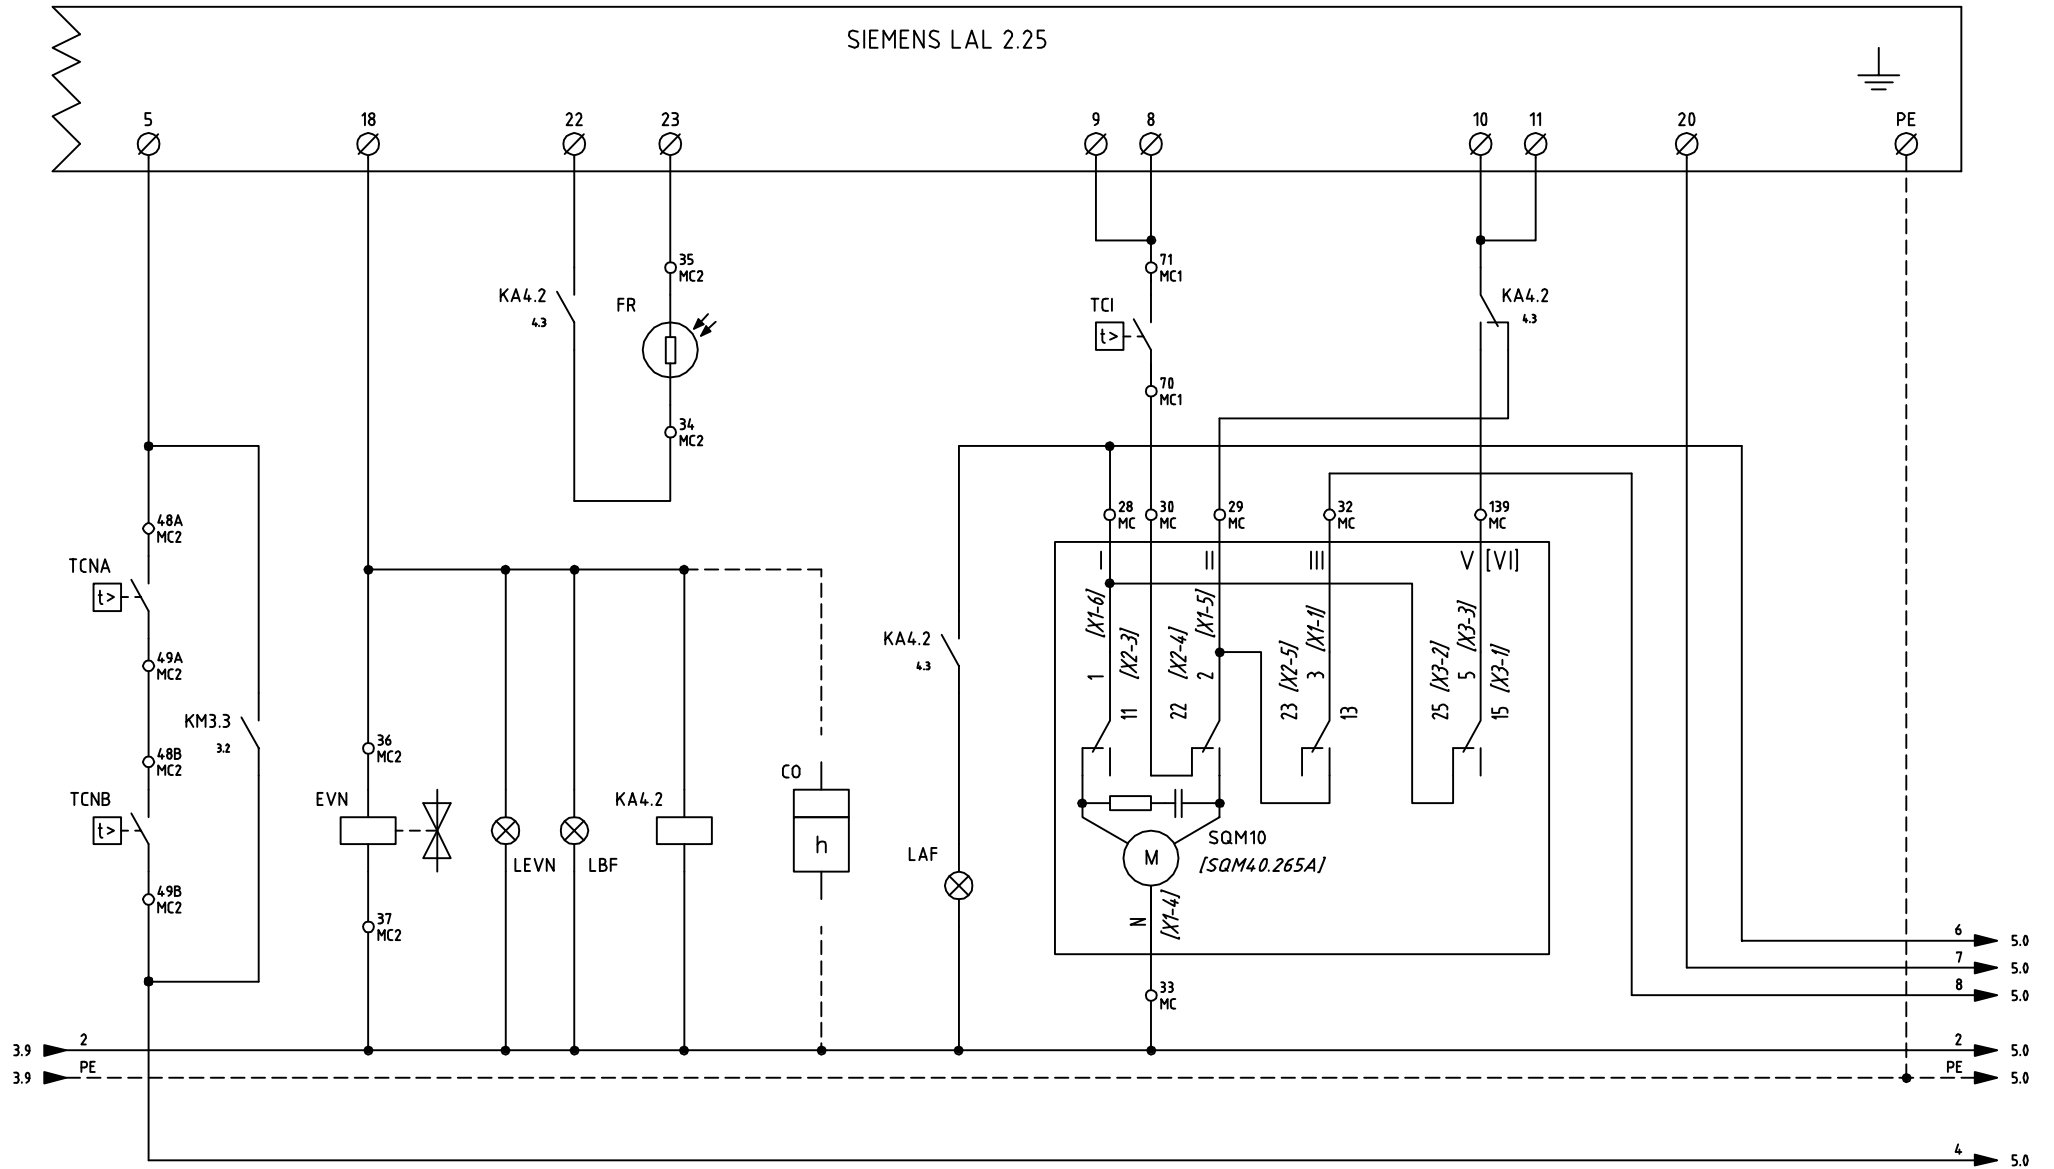 SIEMENS LAL 2.25
5 18 22 23 9 8 10 11 20 PE
35
MC2
71
MC1
KA4.2
4.3
FR
TCI
t>
KA4.2
4.3
70
MC1
34
MC2
48A
MC2
28
MC
30
MC
29
MC
32
MC
139
MC
TCNA
t>
I II III V [VI]
[X1-6]
[X2-3]
[X2-4]
[X1-5]
[X2-5]
[X1-1]
[X3-2]
[X3-3]
[X3-1]
1
11
22
2
23
3
13
25
5
15
KA4.2
4.3
49A
MC2
KM3.3
3.2
36
MC2
48B
MC2
CO
h
TCNB
t>
EVN
LEVN
LBF
KA4.2
LAF
SQM10
[SQM40.265A]
M
N
[X1-4]
49B
MC2
37
MC2
33
MC
6 5.0
7 5.0
8 5.0
3.9 2 2 5.0
3.9 PE PE 5.0
4 5.0